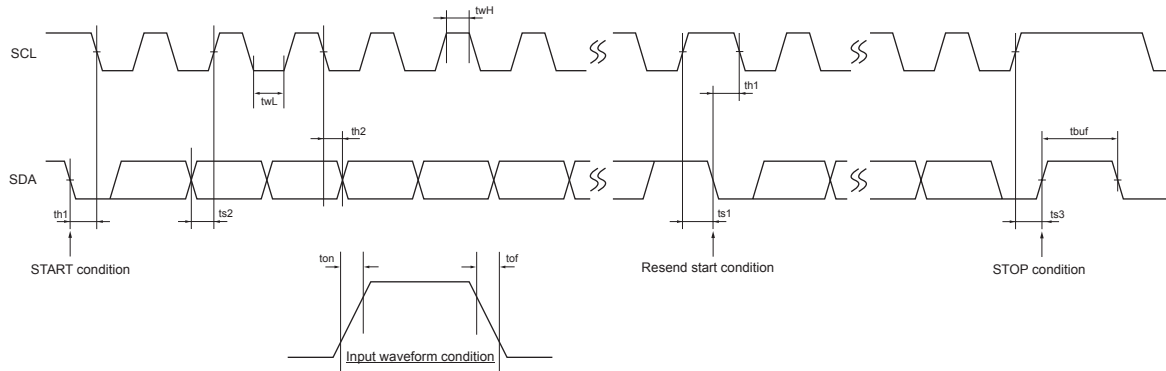 twH
SCL
th1
twL
th2
tbuf
SDA
th1
ts2
ts1
ts3
START condition
ton
tof
Resend start condition
STOP condition
Input waveform condition